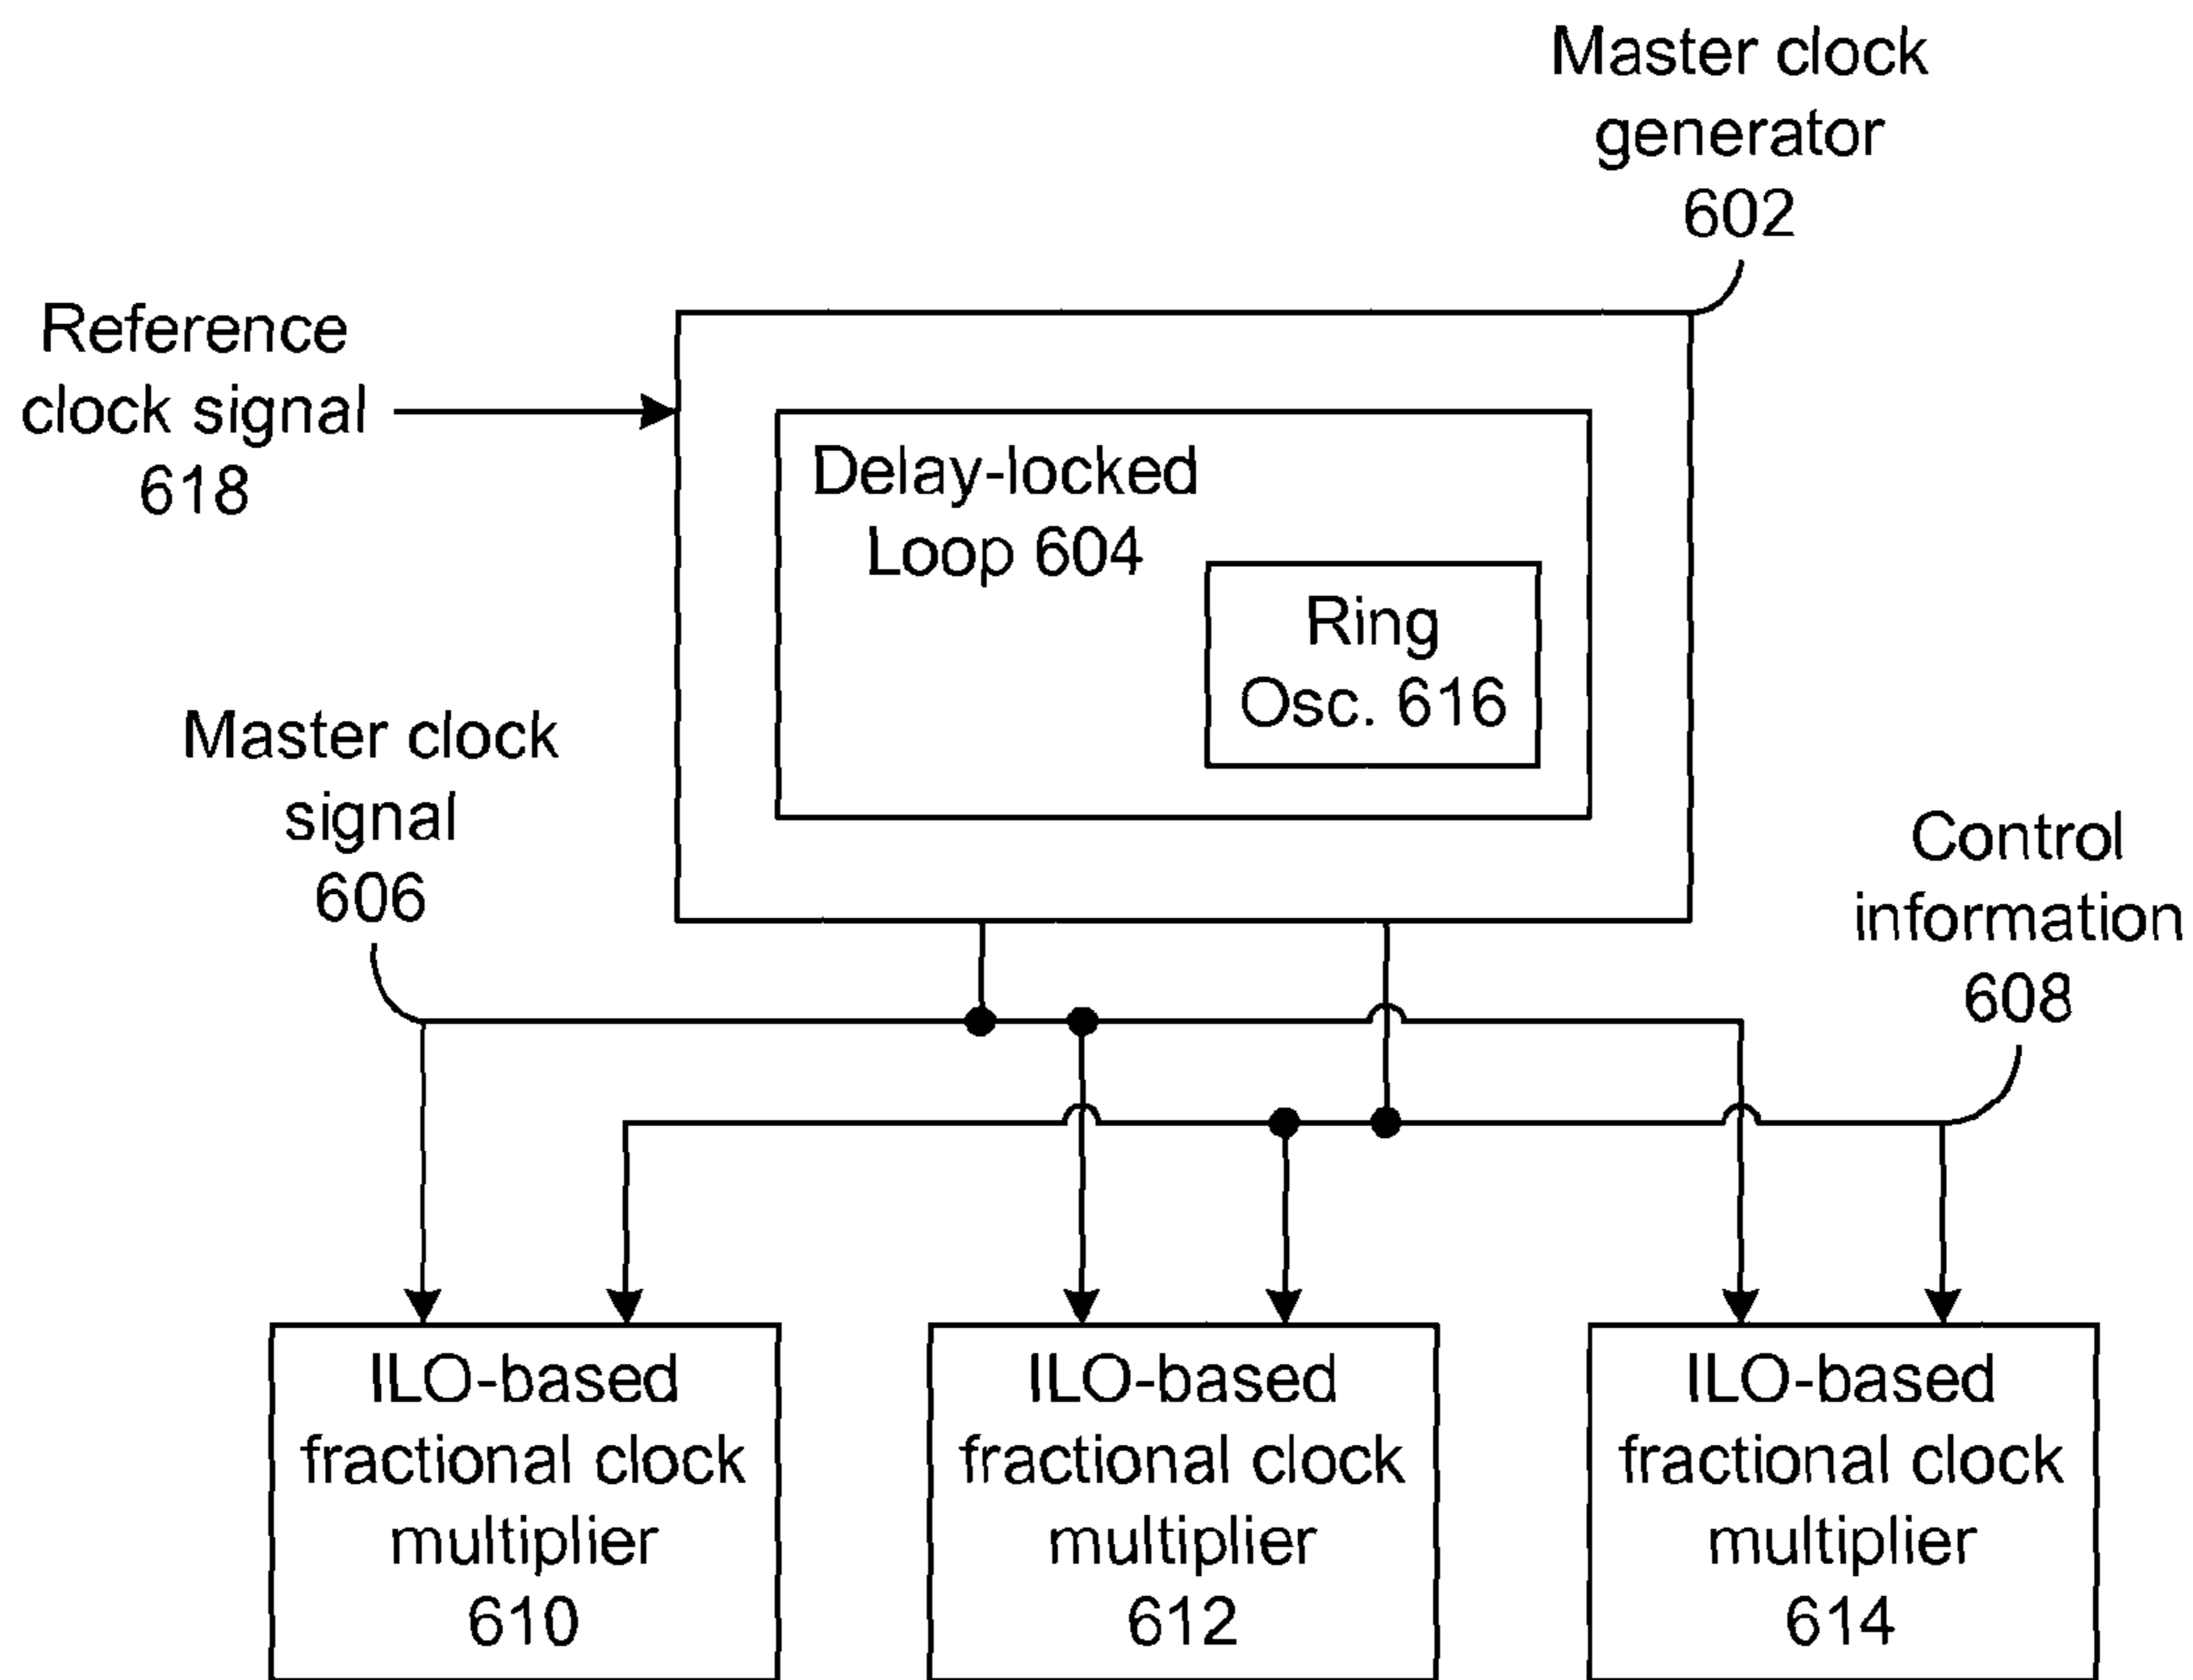 Master clock
generator
602
Reference
clock signal
618
Delay-locked
Loop 604
Ring
Osc. 616
Master clock
signal
606
Control
information
608
ILO-based
fractional clock
multiplier
610
ILO-based
fractional clock
multiplier
612
ILO-based
fractional clock
multiplier
614